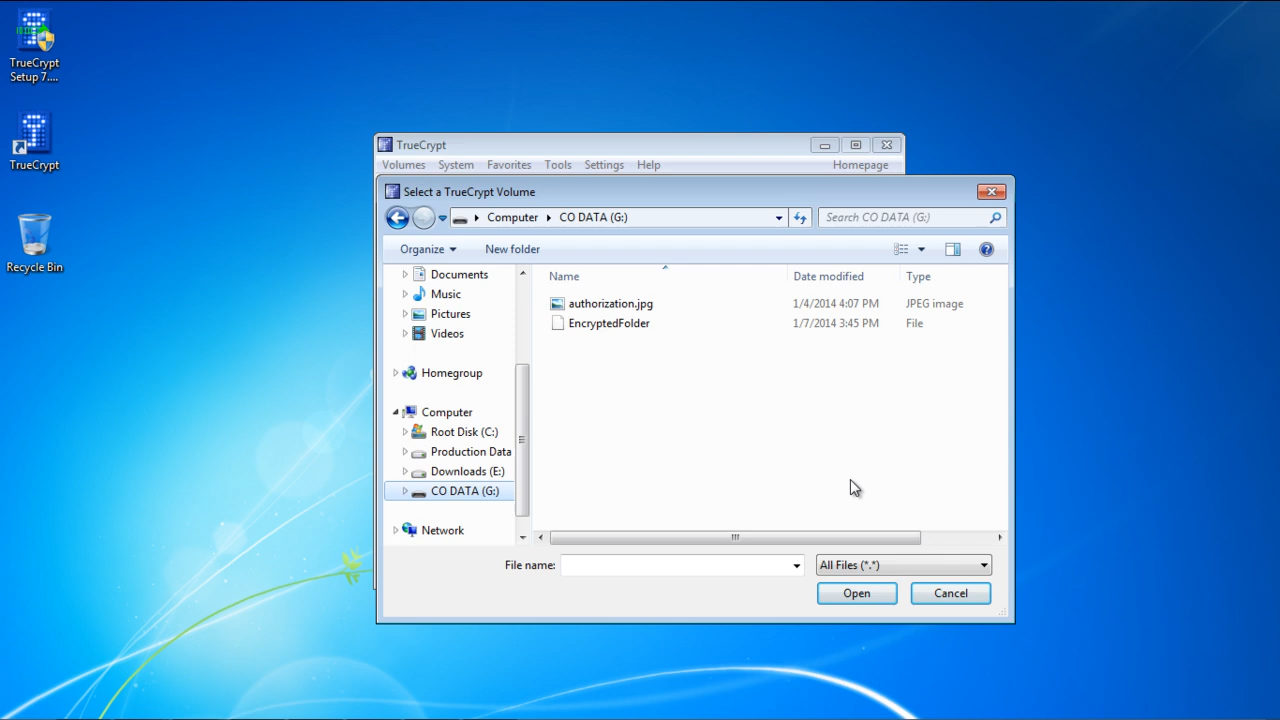 TrueCrypt
Setup 7....
TrueCrypt
Recycle Bin
TrueCrypt
Volumes System Favorites Tools Settings Help Homepage
Select a TrueCrypt Volume
Computer CO DATA (G:) Search CO DATA (G:)
Organize New folder
Name Date modified Type
Documents
Music
Pictures
Videos
Homegroup
Computer
Root Disk (C:)
Production Data
Downloads (E:)
CO DATA (G:)
Network
authorization.jpg 1/4/2014 4:07 PM JPEG image
EncryptedFolder 1/7/2014 3:45 PM File
File name: All Files (*.*)
Open Cancel